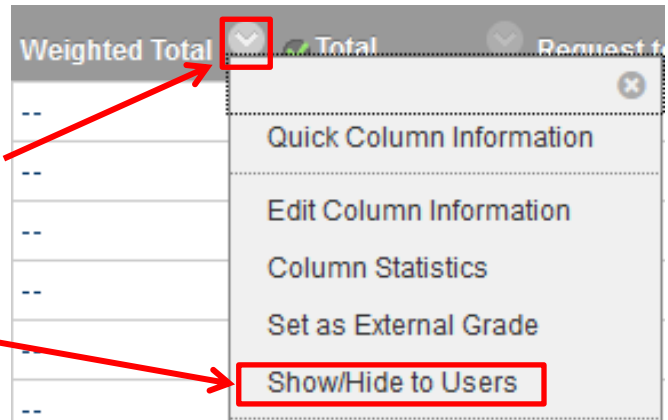 Weighted Total Total Request t
--
Quick Column Information
--
--
Edit Column Information
--
Column Statistics
--
Set as External Grade
--
Show/Hide to Users
--